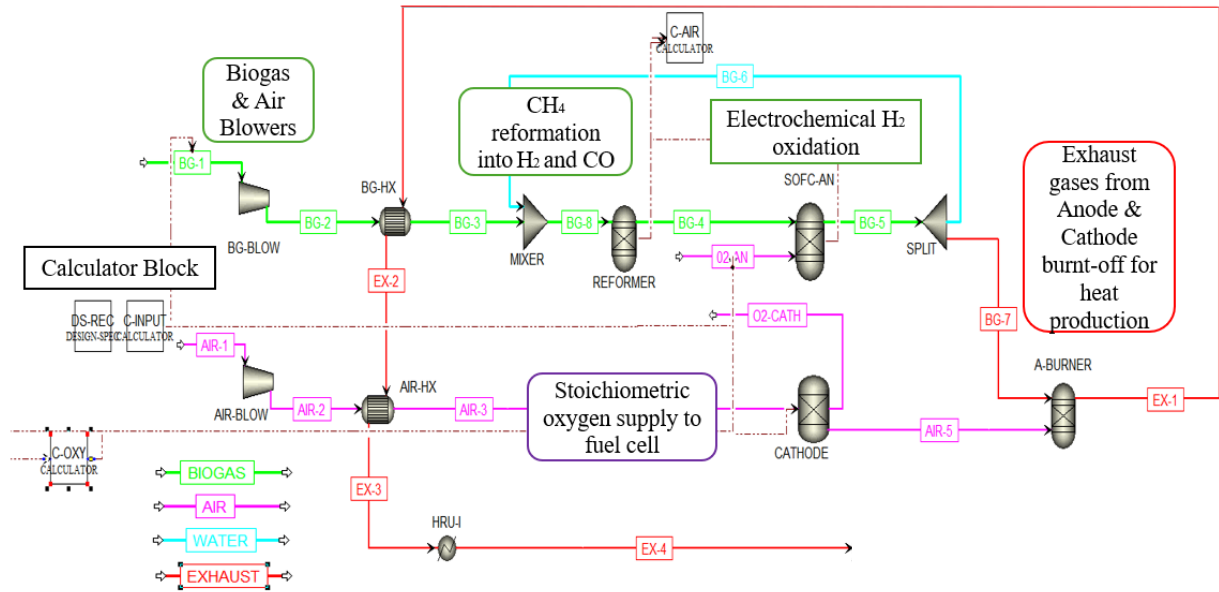 C-AIR
CALCULATOR
Biogas
& Air
Blowers
BG-6
CH₄
reformation
into H₂ and CO
Electrochemical H₂
oxidation
Exhaust
gases from
Anode &
Cathode
burnt-off for
heat
production
BG-1
BG-BLOW
BG-2
BG-HX
BG-3
MIXER
BG-8
REFORMER
BG-4
SOFC-AN
BG-5
SPLIT
Calculator Block
EX-2
02-AN
BG-7
DS-REC
DESIGN-SPEC
C-INPUT
CALCULATOR
O2-CATH
AIR-1
AIR-BLOW
AIR-2
AIR-HX
AIR-3
Stoichiometric
oxygen supply to
fuel cell
CATHODE
AIR-5
A-BURNER
EX-1
C-OXY
CALCULATOR
BIOGAS
AIR
WATER
EXHAUST
EX-3
HRU-I
EX-4